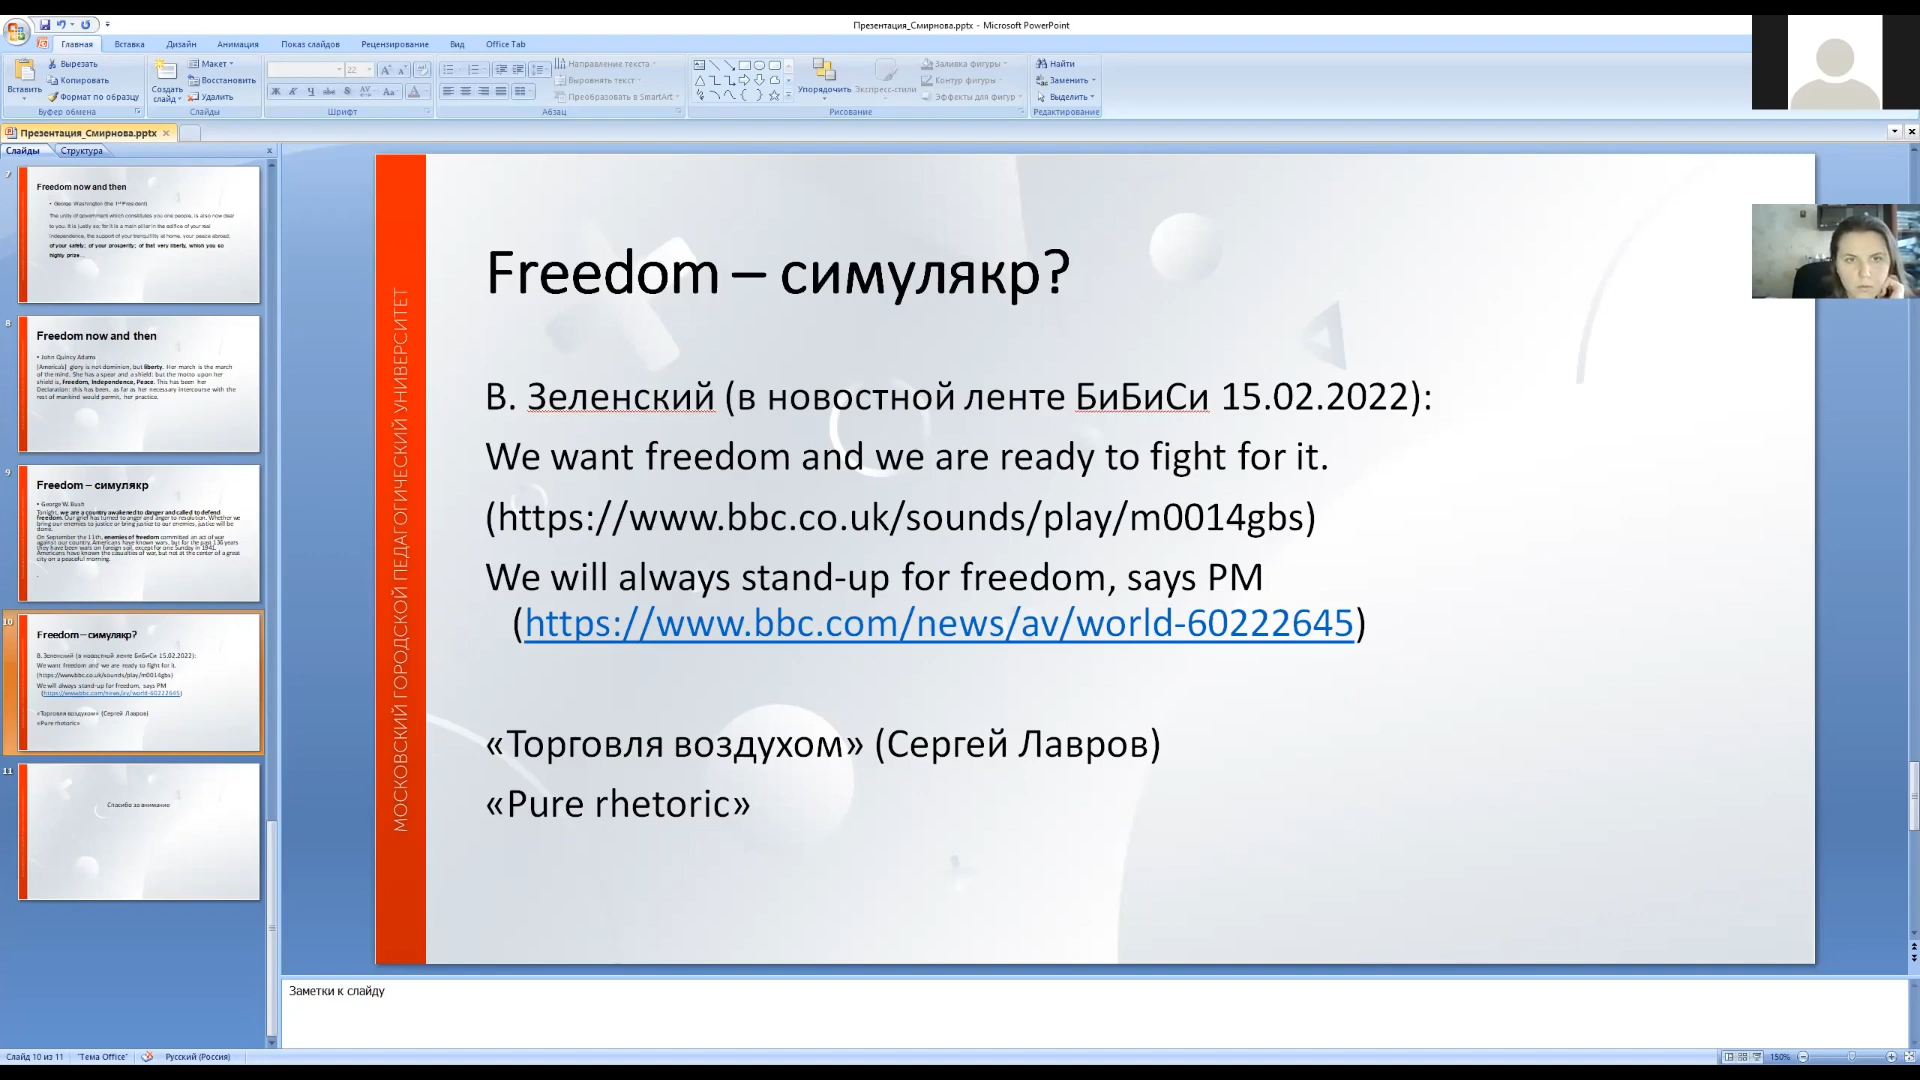 Презентация_Смирнова.pptx - Microsoft PowerPoint
Главная Вставка Дизайн Анимация Показ слайдов Рецензирование Вид Office Tab
Вставить
Вырезать
Копировать
Формат по образцу
Буфер обмена
Создать слайд
Макет
Восстановить
Удалить
Слайды
22
Шрифт
Направление текста
Выровнять текст
Преобразовать в SmartArt
Абзац
Упорядочить
Экспресс-стили
Заливка фигуры
Контур фигуры
Эффекты для фигур
Рисование
Найти
Заменить
Выделить
Редактирование
Презентация_Смирнова.pptx
Слайды Структура
7
Freedom now and then
• George Washington (the 1st President)
The unity of government which constitutes you one people, is also now dear
to you. It is justly so; for it is a main pillar in the edifice of your real
independence, the support of your tranquility at home, your peace abroad;
of your safety; of your prosperity; of that very liberty, which you so
highly prize...
8
Freedom now and then
• John Quincy Adams
[America's] glory is not dominion, but liberty. Her march is the march
of the mind. She has a spear and a shield: but the motto upon her
shield is, Freedom, Independence, Peace. This has been her
Declaration: this has been, as far as her necessary intercourse with the
rest of mankind would permit, her practice.
9
Freedom – симулякр
• George W. Bush
Tonight, we are a country awakened to danger and called to defend
freedom. Our grief has turned to anger and anger to resolution. Whether we
bring our enemies to justice or bring justice to our enemies, justice will be
done.
On September the 11th, enemies of freedom committed an act of war
against our country. Americans have known wars, but for the past 136 years
they have been wars on foreign soil, except for one Sunday in 1941.
Americans have known the casualties of war, but not at the center of a great
city on a peaceful morning.
10
Freedom – симулякр?
В. Зеленский (в новостной ленте БиБиСи 15.02.2022):
We want freedom and we are ready to fight for it.
(https://www.bbc.co.uk/sounds/play/m0014gbs)
We will always stand-up for freedom, says PM
(https://www.bbc.com/news/av/world-60222645)
«Торговля воздухом» (Сергей Лавров)
«Pure rhetoric»
11
Спасибо за внимание
МОСКОВСКИЙ ГОРОДСКОЙ ПЕДАГОГИЧЕСКИЙ УНИВЕРСИТЕТ
Freedom – симулякр?
В. Зеленский (в новостной ленте БиБиСи 15.02.2022):
We want freedom and we are ready to fight for it.
(https://www.bbc.co.uk/sounds/play/m0014gbs)
We will always stand-up for freedom, says PM
(https://www.bbc.com/news/av/world-60222645)
«Торговля воздухом» (Сергей Лавров)
«Pure rhetoric»
Заметки к слайду
Слайд 10 из 11 "Тема Office" Русский (Россия) 150%